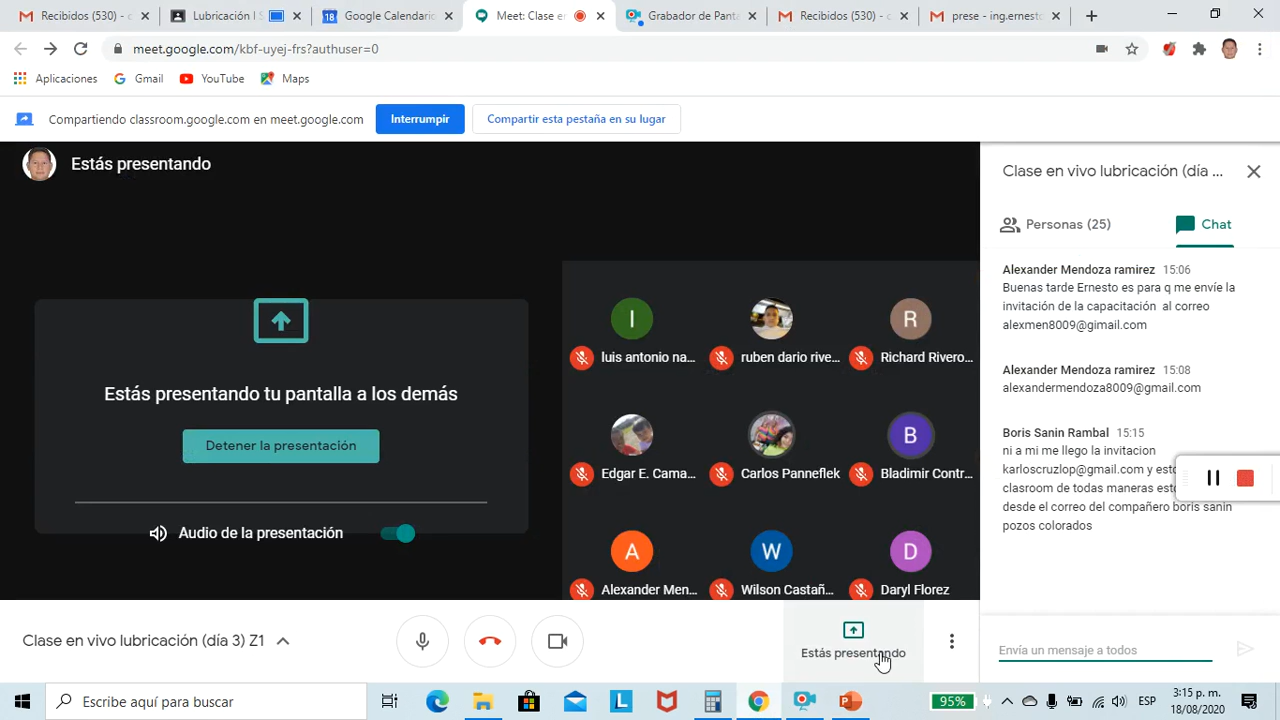 Recibidos (530) - c
Lubricación I S
Google Calendario
Meet: Clase en
Grabador de Pant
Recibidos (530) - c
prese - ing.ernesto
meet.google.com/kbf-uyej-frs?authuser=0
Aplicaciones
Gmail
YouTube
Maps
Compartiendo classroom.google.com en meet.google.com
Interrumpir
Compartir esta pestaña en su lugar
Estás presentando
Estás presentando tu pantalla a los demás
Detener la presentación
Audio de la presentación
I
luis antonio na...
ruben dario rive...
R
Richard Rivero...
Edgar E. Cama...
Carlos Panneflek
B
Bladimir Contr...
A
Alexander Men...
W
Wilson Castañ...
D
Daryl Florez
Clase en vivo lubricación (día ...
Personas (25)
Chat
Alexander Mendoza ramirez 15:06
Buenas tarde Ernesto es para q me envíe la
invitación de la capacitación al correo
alexmen8009@gimail.com
Alexander Mendoza ramirez 15:08
alexandermendoza8009@gmail.com
Boris Sanin Rambal 15:15
ni a mi me llego la invitacion
karloscruzlop@gmail.com y esto
clasroom de todas maneras esto
desde el correo del compañero boris sanin
pozos colorados
Envía un mensaje a todos
Clase en vivo lubricación (día 3) Z1
Estás presentando
Escribe aquí para buscar
95%
ESP
3:15 p. m.
18/08/2020